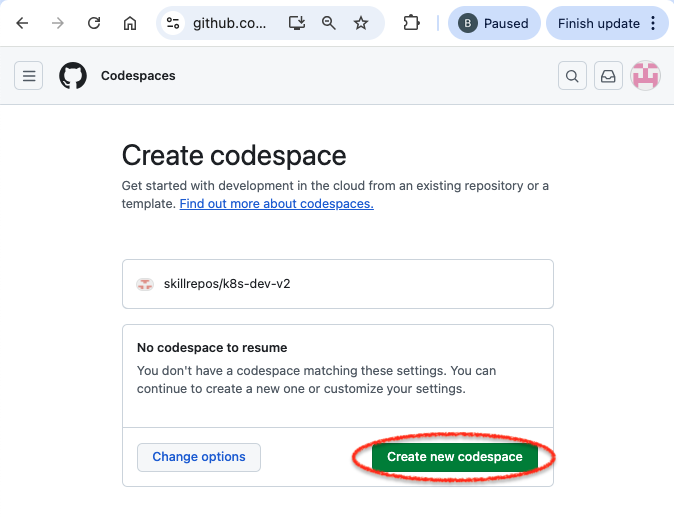 github.co...
B Paused
Finish update
Codespaces
Create codespace
Get started with development in the cloud from an existing repository or a
template. Find out more about codespaces.
skillrepos/k8s-dev-v2
No codespace to resume
You don't have a codespace matching these settings. You can
continue to create a new one or customize your settings.
Change options
Create new codespace